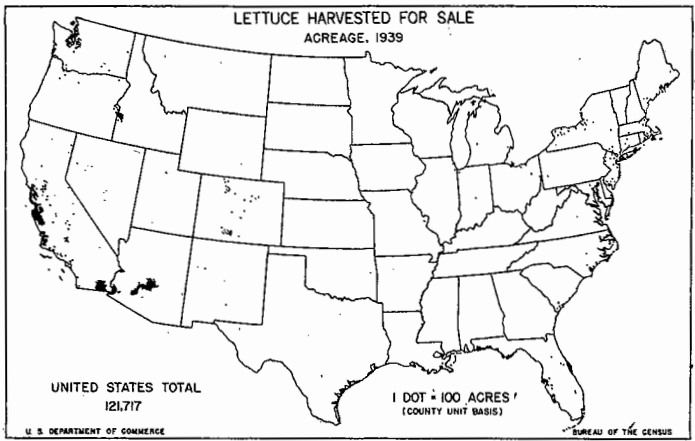 LETTUCE HARVESTED FOR SALE
ACREAGE, 1939
UNITED STATES TOTAL
121,717
1 DOT = 100 ACRES
(COUNTY UNIT BASIS)
U. S. DEPARTMENT OF COMMERCE
BUREAU OF THE CENSUS